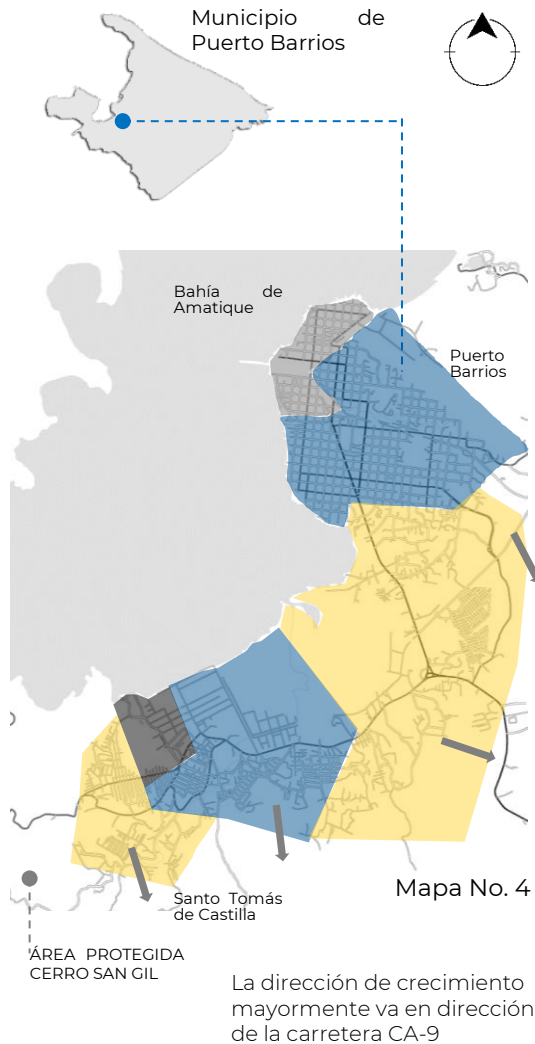 Municipio de
Puerto Barrios
Bahía de
Amatique
Puerto
Barrios
Mapa No. 4
Santo Tomás
de Castilla
ÁREA PROTEGIDA
CERRO SAN GIL
La dirección de crecimiento
mayormente va en dirección
de la carretera CA-9